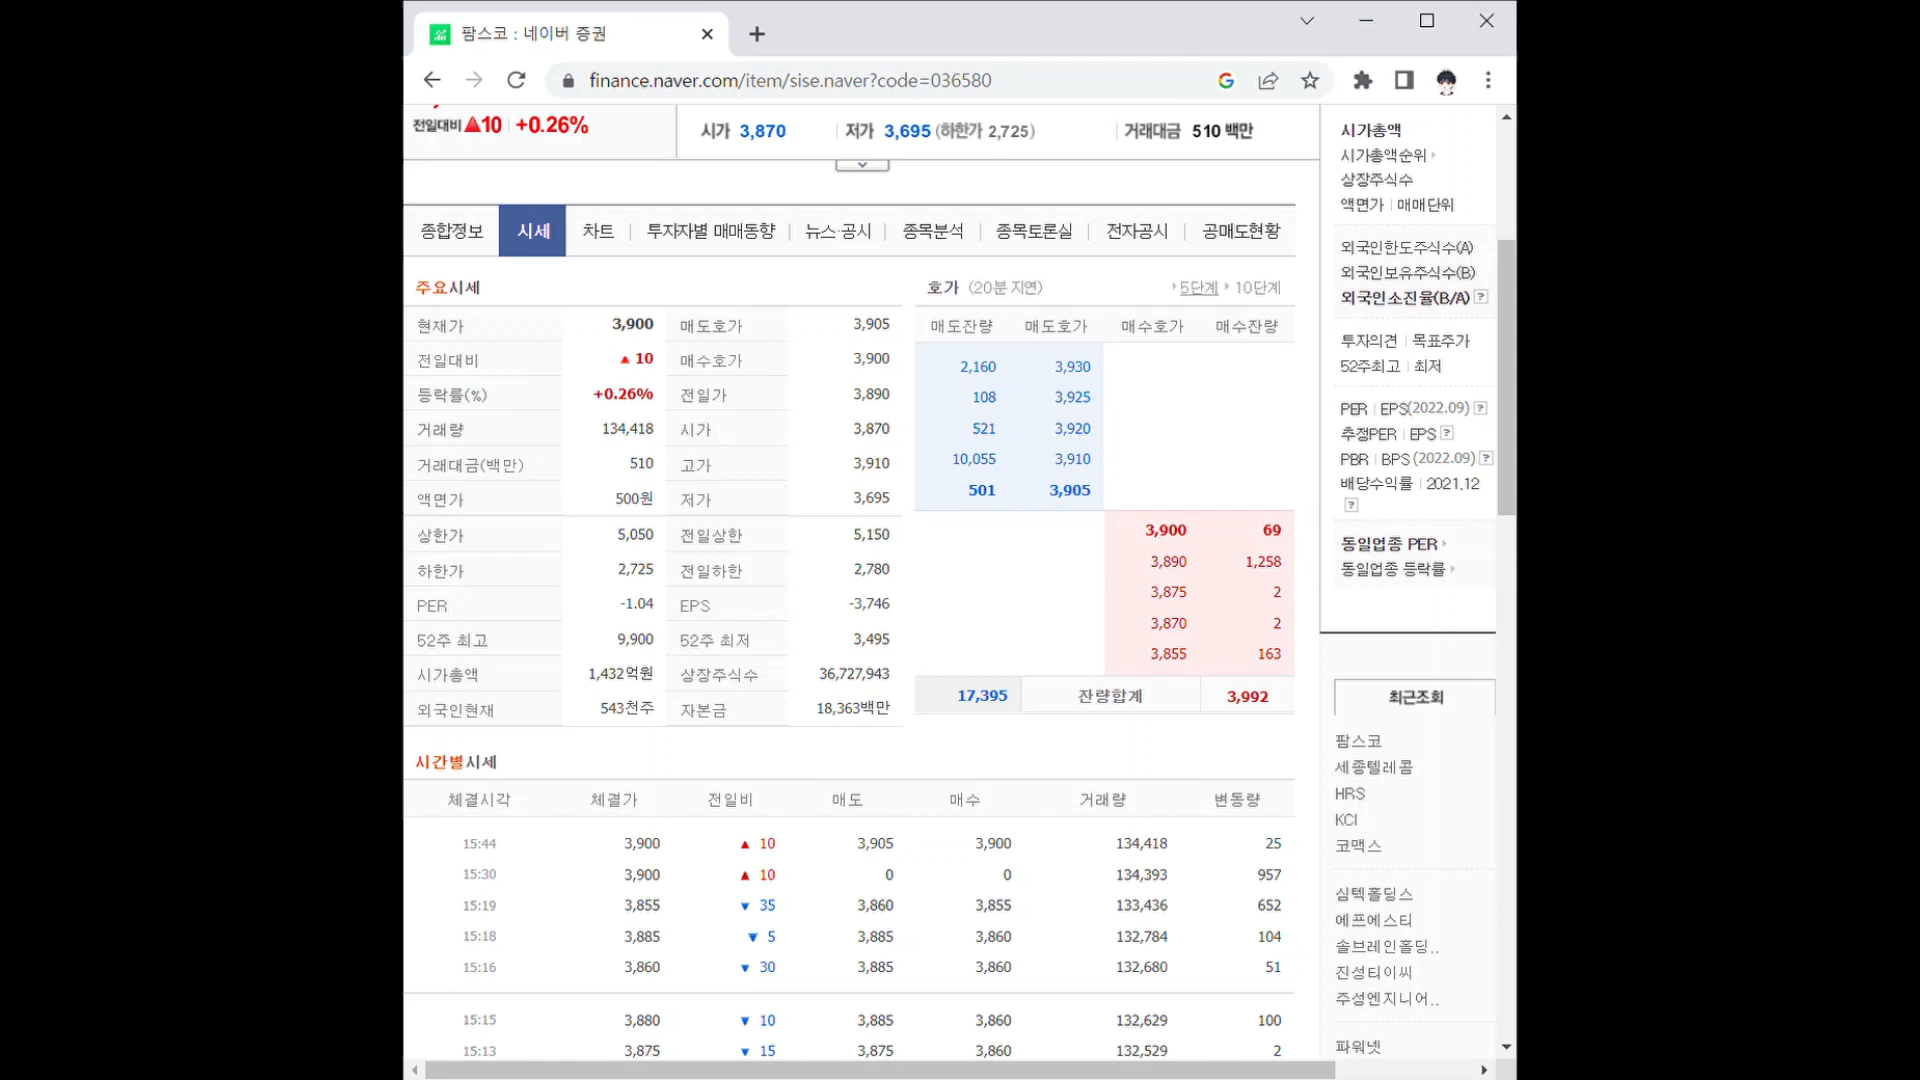 팜스코 : 네이버 증권
finance.naver.com/item/sise.naver?code=036580
전일대비 ▲10 +0.26%
시가 3,870 저가 3,695 (하한가 2,725) 거래대금 510 백만
종합정보 시세 차트 투자자별 매매동향 뉴스·공시 종목분석 종목토론실 전자공시 공매도현황
주요시세
현재가 3,900 매도호가 3,905
전일대비 ▲ 10 매수호가 3,900
등락률(%) +0.26% 전일가 3,890
거래량 134,418 시가 3,870
거래대금(백만) 510 고가 3,910
액면가 500원 저가 3,695
상한가 5,050 전일상한 5,150
하한가 2,725 전일하한 2,780
PER -1.04 EPS -3,746
52주 최고 9,900 52주 최저 3,495
시가총액 1,432억원 상장주식수 36,727,943
외국인현재 543천주 자본금 18,363백만
호가 (20분 지연) 5단계 10단계
매도잔량 매도호가 매수호가 매수잔량
2,160 3,930
108 3,925
521 3,920
10,055 3,910
501 3,905
3,900 69
3,890 1,258
3,875 2
3,870 2
3,855 163
17,395 잔량합계 3,992
시간별시세
체결시각 체결가 전일비 매도 매수 거래량 변동량
15:44 3,900 ▲ 10 3,905 3,900 134,418 25
15:30 3,900 ▲ 10 0 0 134,393 957
15:19 3,855 ▼ 35 3,860 3,855 133,436 652
15:18 3,885 ▼ 5 3,885 3,860 132,784 104
15:16 3,860 ▼ 30 3,885 3,860 132,680 51
15:15 3,880 ▼ 10 3,885 3,860 132,629 100
15:13 3,875 ▼ 15 3,875 3,860 132,529 2
시가총액
시가총액순위
상장주식수
액면가 | 매매단위
외국인한도주식수(A)
외국인보유주식수(B)
외국인소진율(B/A) ?
투자의견 | 목표주가
52주최고 | 최저
PER | EPS(2022.09) ?
추정PER | EPS ?
PBR | BPS (2022.09) ?
배당수익률 | 2021.12
?
동일업종 PER
동일업종 등락률
최근조회
팜스코
세종텔레콤
HRS
KCI
코맥스
심텍홀딩스
에프에스티
솔브레인홀딩..
진성티이씨
주성엔지니어..
파워넷